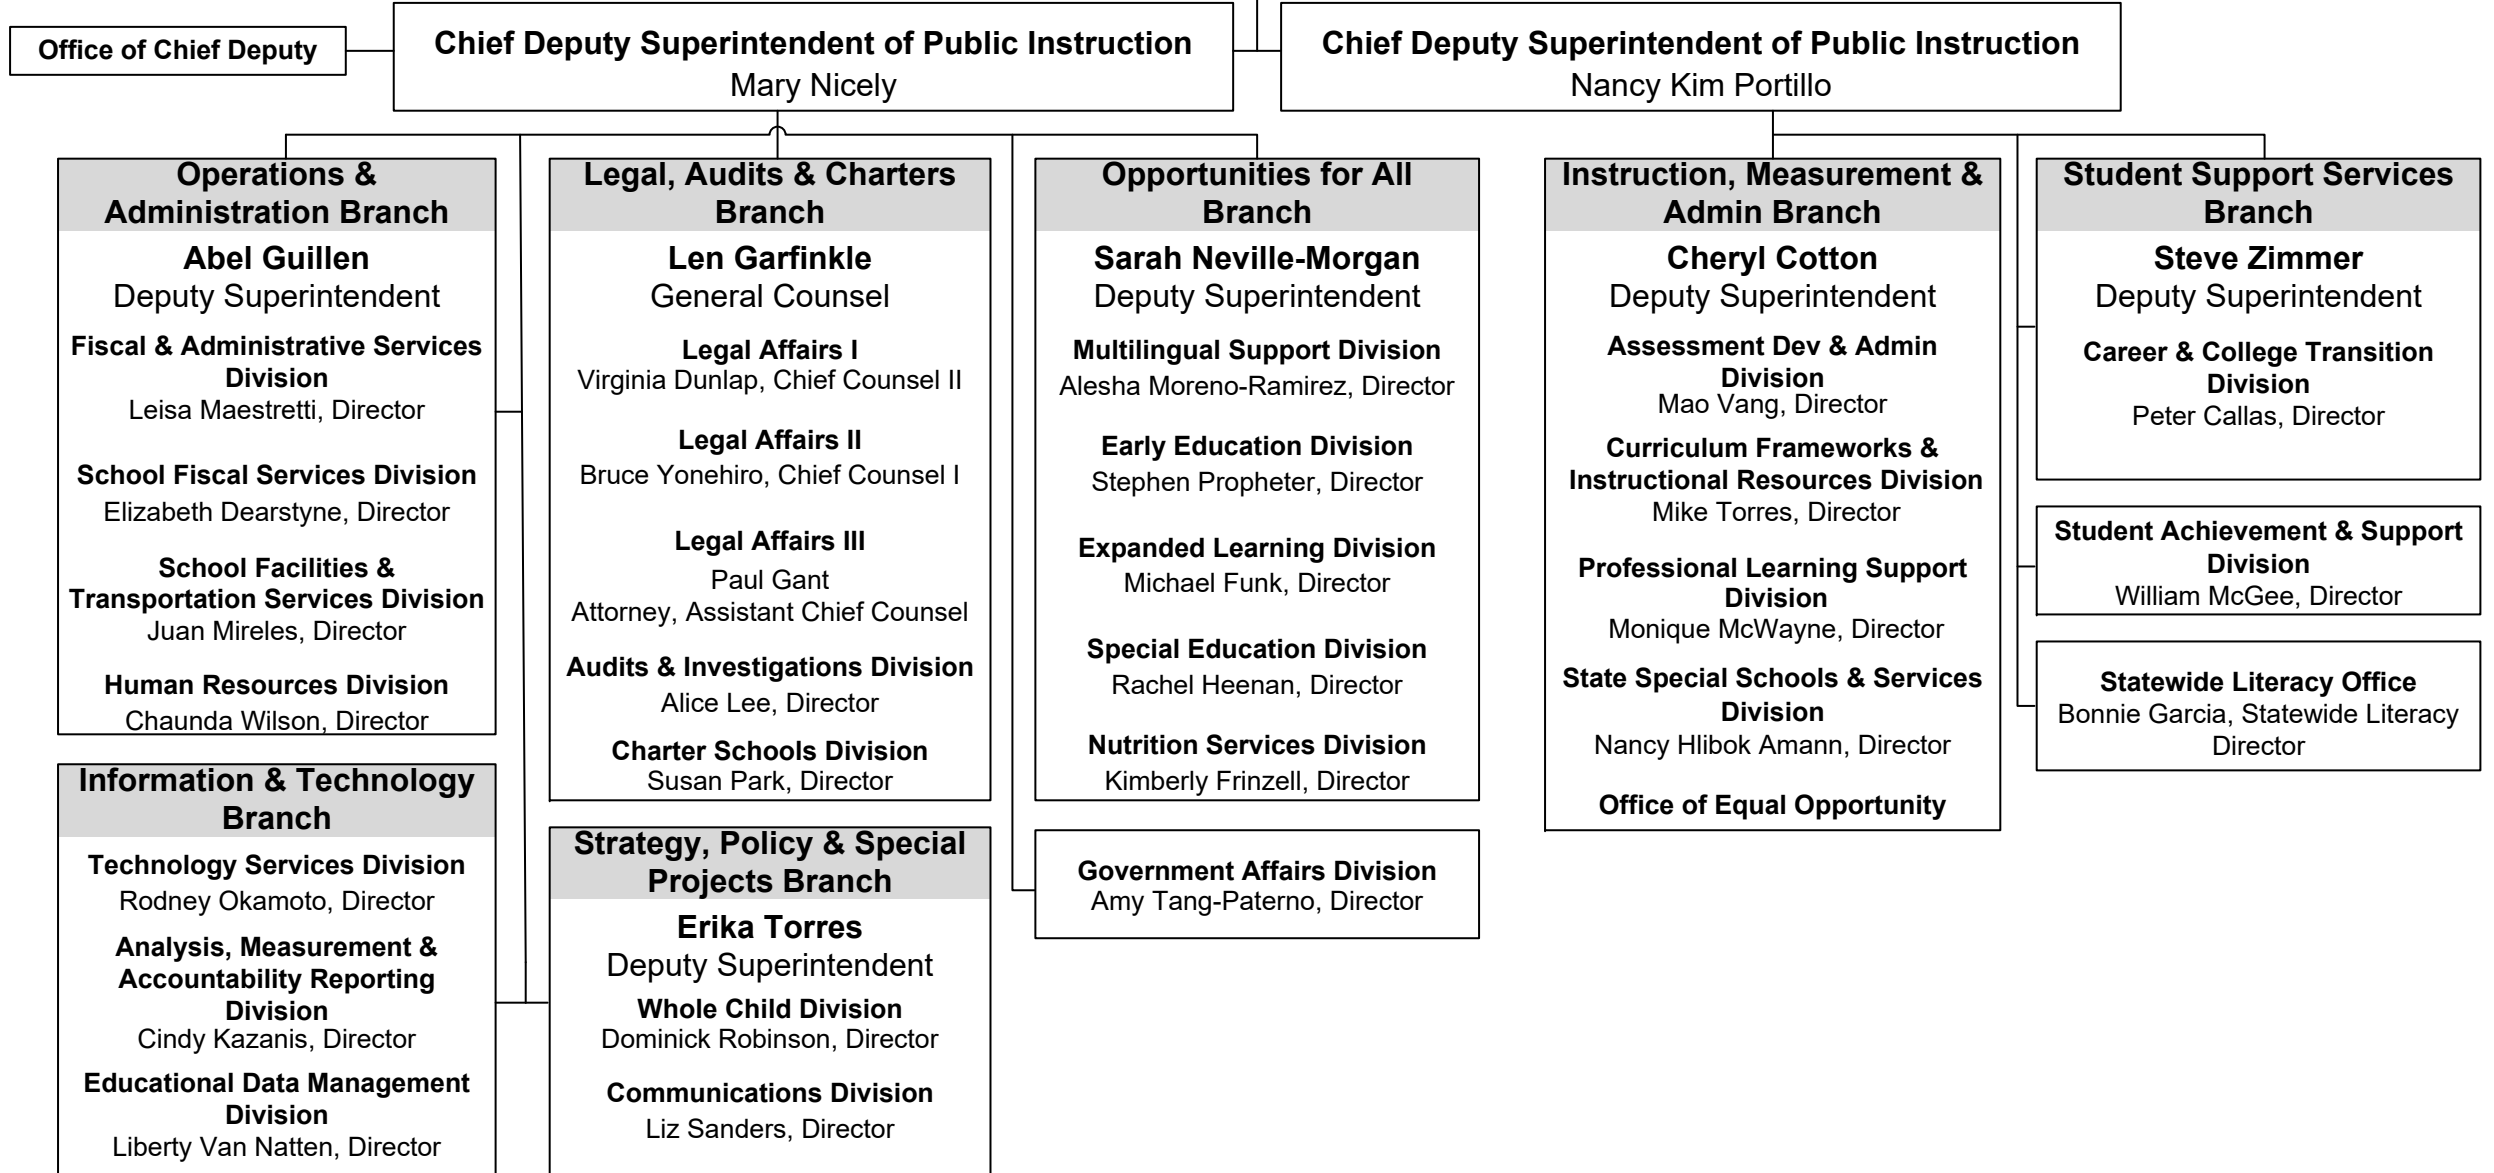 Office of Chief Deputy
Chief Deputy Superintendent of Public Instruction
Mary Nicely
Chief Deputy Superintendent of Public Instruction
Nancy Kim Portillo
Operations &
Administration Branch
Abel Guillen
Deputy Superintendent
Fiscal & Administrative Services
Division
Leisa Maestretti, Director
School Fiscal Services Division
Elizabeth Dearstyne, Director
School Facilities &
Transportation Services Division
Juan Mireles, Director
Human Resources Division
Chaunda Wilson, Director
Information & Technology
Branch
Technology Services Division
Rodney Okamoto, Director
Analysis, Measurement &
Accountability Reporting
Division
Cindy Kazanis, Director
Educational Data Management
Division
Liberty Van Natten, Director
Legal, Audits & Charters
Branch
Len Garfinkle
General Counsel
Legal Affairs I
Virginia Dunlap, Chief Counsel II
Legal Affairs II
Bruce Yonehiro, Chief Counsel I
Legal Affairs III
Paul Gant
Attorney, Assistant Chief Counsel
Audits & Investigations Division
Alice Lee, Director
Charter Schools Division
Susan Park, Director
Strategy, Policy & Special
Projects Branch
Erika Torres
Deputy Superintendent
Whole Child Division
Dominick Robinson, Director
Communications Division
Liz Sanders, Director
Opportunities for All
Branch
Sarah Neville-Morgan
Deputy Superintendent
Multilingual Support Division
Alesha Moreno-Ramirez, Director
Early Education Division
Stephen Propheter, Director
Expanded Learning Division
Michael Funk, Director
Special Education Division
Rachel Heenan, Director
Nutrition Services Division
Kimberly Frinzell, Director
Government Affairs Division
Amy Tang-Paterno, Director
Instruction, Measurement &
Admin Branch
Cheryl Cotton
Deputy Superintendent
Assessment Dev & Admin
Division
Mao Vang, Director
Curriculum Frameworks &
Instructional Resources Division
Mike Torres, Director
Professional Learning Support
Division
Monique McWayne, Director
State Special Schools & Services
Division
Nancy Hlibok Amann, Director
Office of Equal Opportunity
Student Support Services
Branch
Steve Zimmer
Deputy Superintendent
Career & College Transition
Division
Peter Callas, Director
Student Achievement & Support
Division
William McGee, Director
Statewide Literacy Office
Bonnie Garcia, Statewide Literacy
Director